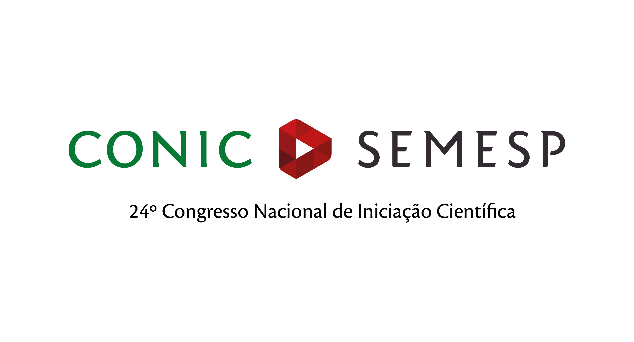 CONIC SEMESP
24º Congresso Nacional de Iniciação Científica